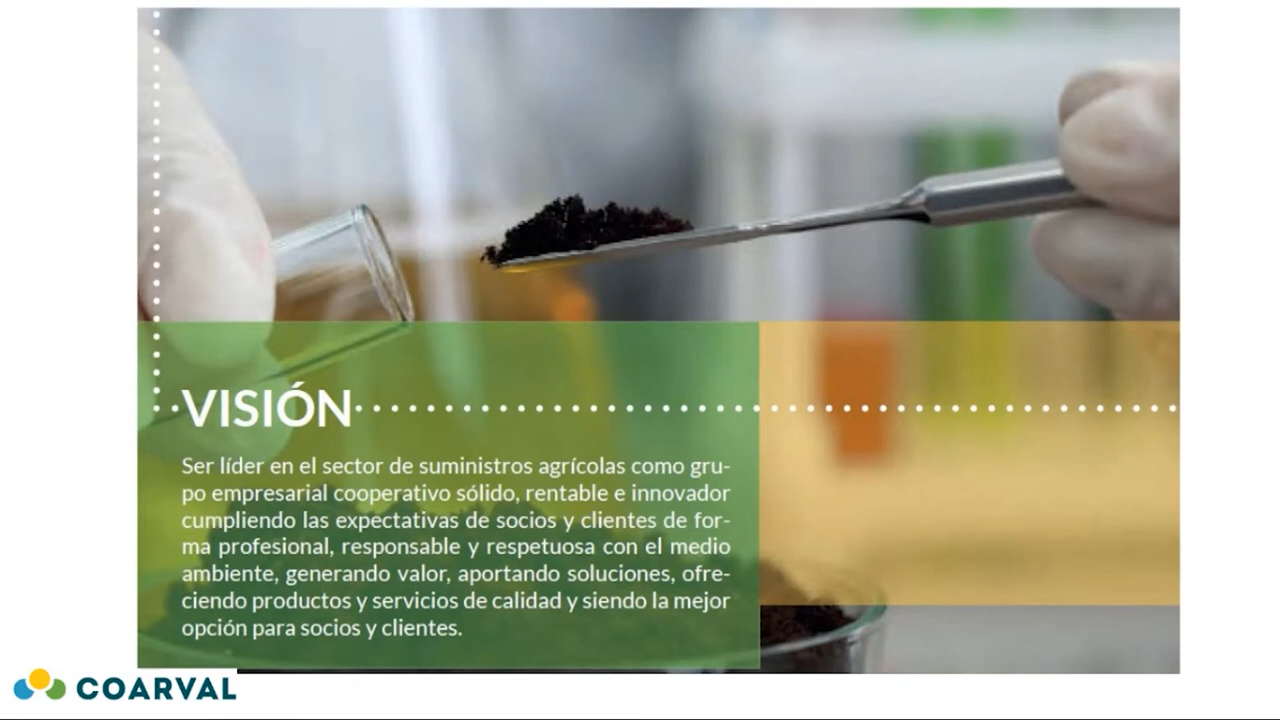 VISIÓN
Ser líder en el sector de suministros agrícolas como gru-
po empresarial cooperativo sólido, rentable e innovador
cumpliendo las expectativas de socios y clientes de for-
ma profesional, responsable y respetuosa con el medio
ambiente, generando valor, aportando soluciones, ofre-
ciendo productos y servicios de calidad y siendo la mejor
opción para socios y clientes.
COARVAL